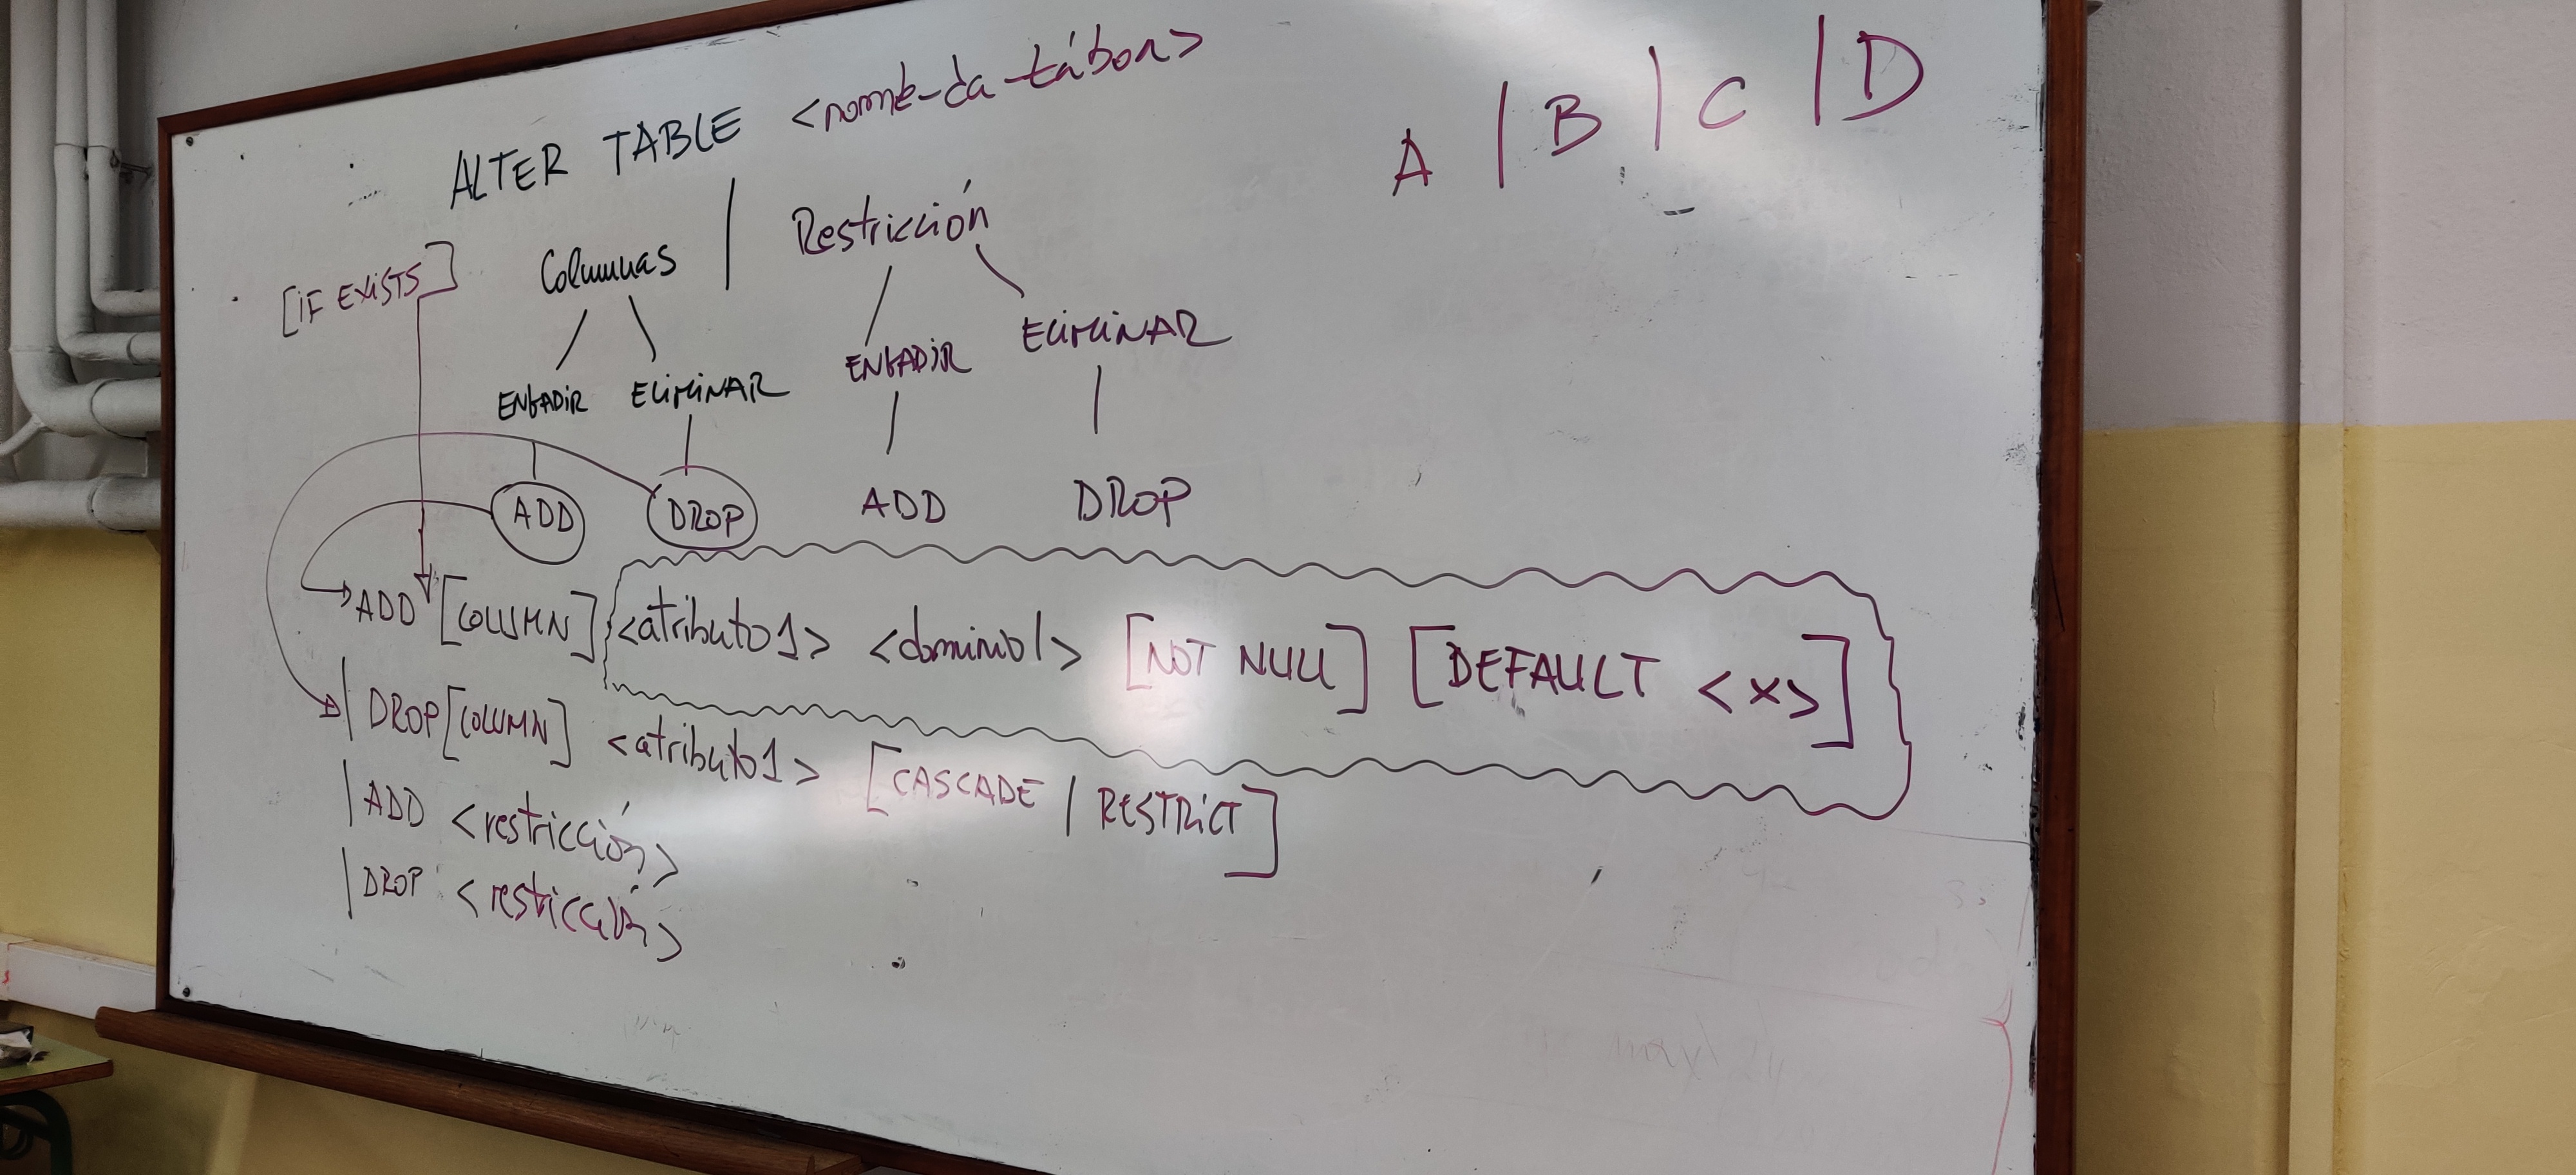 ALTER TABLE <nome-da-táboa>
A | B | C | D
[IF EXISTS]
Columnas | Restricción
ENGADIR ELIMINAR ENGADIR ELIMINAR
ADD DROP ADD DROP
ADD [COLUMN] <atributo1> <dominio1> [NOT NULL] [DEFAULT <x>]
| DROP [COLUMN] <atributo1> [CASCADE | RESTRICT]
| ADD <restricción>
| DROP <restricción>